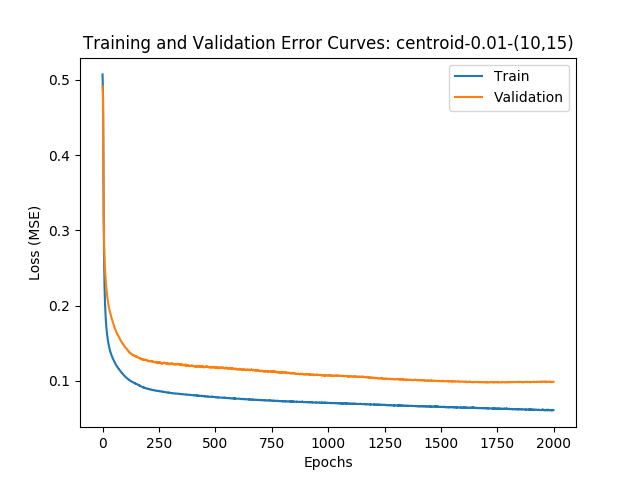 Training and Validation Error Curves: centroid-0.01-(10,15)
Train
Validation
Loss (MSE)
0.5
0.4
0.3
0.2
0.1
0 250 500 750 1000 1250 1500 1750 2000
Epochs